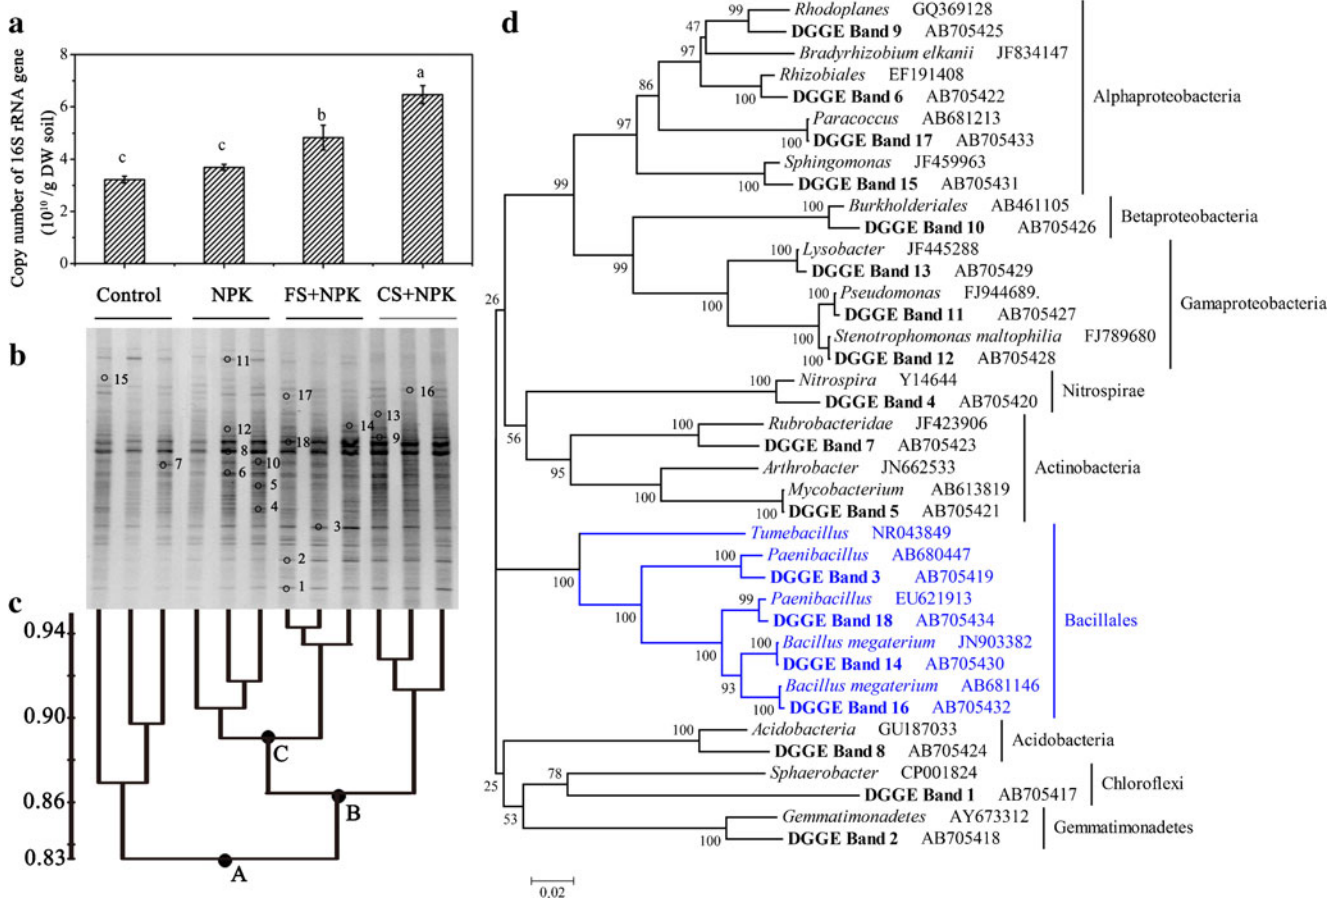 a
Copy number of 16S rRNA gene
(10¹⁰ /g DW soil)
8
6
4
2
0
c
c
b
a
Control NPK FS+NPK CS+NPK
b
11
15
16
17
13
14
12
9
18
8
10
7
6
5
4
3
2
1
c
0.94
0.90
0.86
0.83
C
B
A
d
Rhodoplanes GQ369128
DGGE Band 9 AB705425
Bradyrhizobium elkanii JF834147
Rhizobiales EF191408
DGGE Band 6 AB705422
Paracoccus AB681213
DGGE Band 17 AB705433
Sphingomonas JF459963
DGGE Band 15 AB705431
Alphaproteobacteria
Burkholderiales AB461105
DGGE Band 10 AB705426
Betaproteobacteria
Lysobacter JF445288
DGGE Band 13 AB705429
Pseudomonas FJ944689.
DGGE Band 11 AB705427
Stenotrophomonas maltophilia FJ789680
DGGE Band 12 AB705428
Gamaproteobacteria
Nitrospira Y14644
DGGE Band 4 AB705420
Nitrospirae
Rubrobacteridae JF423906
DGGE Band 7 AB705423
Arthrobacter JN662533
Mycobacterium AB613819
DGGE Band 5 AB705421
Actinobacteria
Tumebacillus NR043849
Paenibacillus AB680447
DGGE Band 3 AB705419
Paenibacillus EU621913
DGGE Band 18 AB705434
Bacillus megaterium JN903382
DGGE Band 14 AB705430
Bacillus megaterium AB681146
DGGE Band 16 AB705432
Bacillales
Acidobacteria GU187033
DGGE Band 8 AB705424
Acidobacteria
Sphaerobacter CP001824
DGGE Band 1 AB705417
Chloroflexi
Gemmatimonadetes AY673312
DGGE Band 2 AB705418
Gemmatimonadetes
99
47
97
100
86
100
97
100
99
100
99
100
100
100
100
100
26
100
56
100
95
100
100
100
100
100
99
100
100
93
100
100
25
78
53
100
0.02